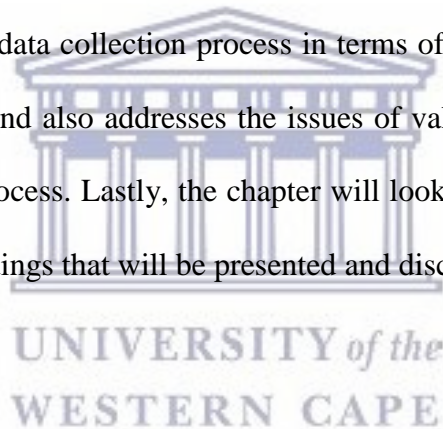 data collection process in terms of
nd also addresses the issues of val
ocess. Lastly, the chapter will look
dings that will be presented and disc
UNIVERSITY of the
WESTERN CAPE